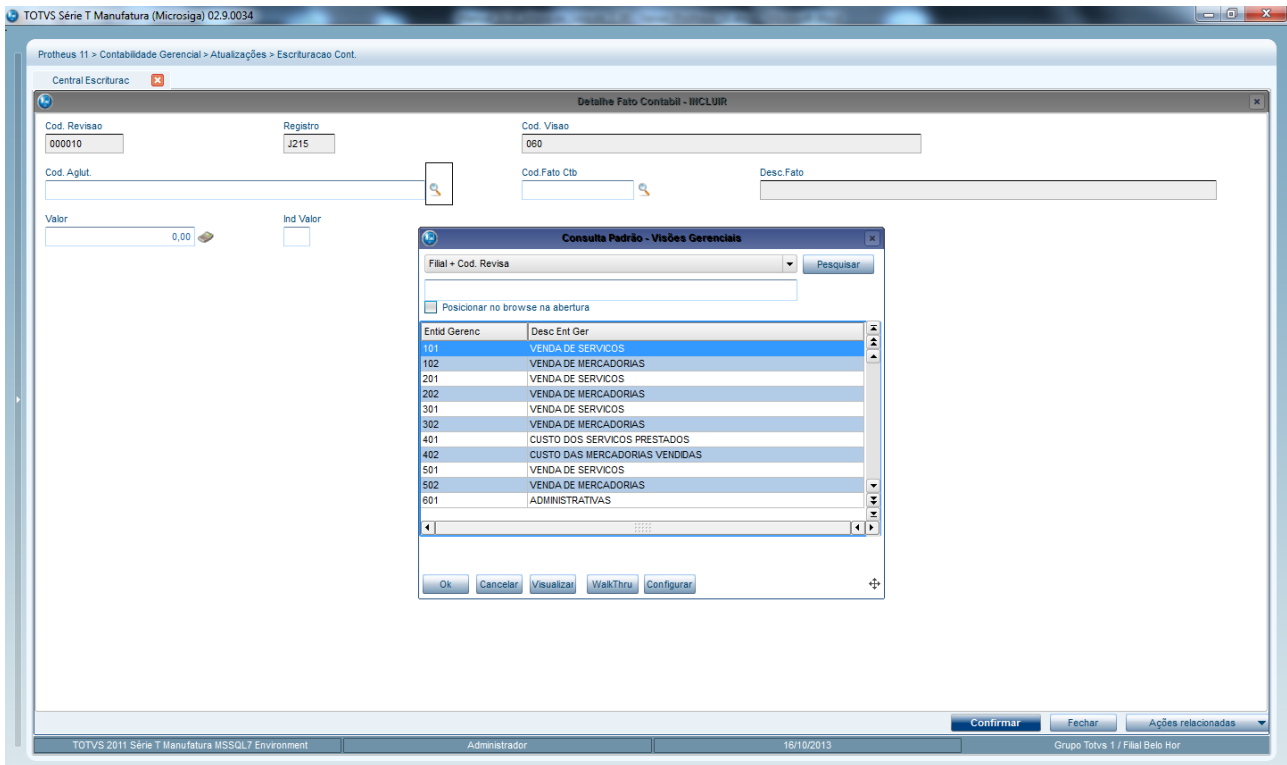 TOTVS Série T Manufatura (Microsiga) 02.9.0034
Protheus 11 > Contabilidade Gerencial > Atualizações > Escrituracao Cont.
Central Escriturac
Detalhe Fato Contabil - INCLUIR
Cod. Revisao Registro Cod. Visao
000010 J215 060
Cod. Aglut. Cod.Fato Ctb Desc.Fato
Valor Ind Valor
0,00
Consulta Padrão - Visões Gerenciais
Filial + Cod. Revisa Pesquisar
Posicionar no browse na abertura
Entid Gerenc Desc Ent Ger
101 VENDA DE SERVICOS
102 VENDA DE MERCADORIAS
201 VENDA DE SERVICOS
202 VENDA DE MERCADORIAS
301 VENDA DE SERVICOS
302 VENDA DE MERCADORIAS
401 CUSTO DOS SERVICOS PRESTADOS
402 CUSTO DAS MERCADORIAS VENDIDAS
501 VENDA DE SERVICOS
502 VENDA DE MERCADORIAS
601 ADMINISTRATIVAS
Ok Cancelar Visualizar WalkThru Configurar
Confirmar Fechar Ações relacionadas
TOTVS 2011 Série T Manufatura MSSQL7 Environment Administrador 16/10/2013 Grupo Totvs 1 / Filial Belo Hor